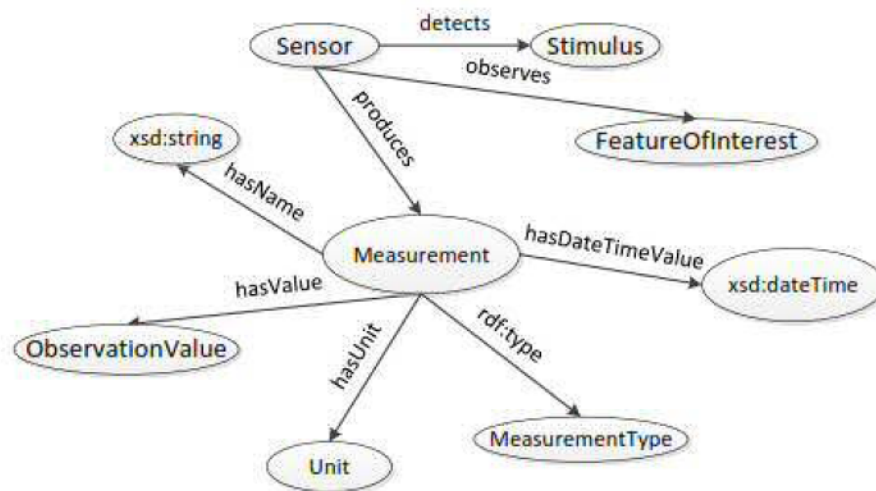 detects
Sensor
Stimulus
observes
produces
xsd:string
FeatureOfInterest
hasName
Measurement
hasDateTimeValue
xsd:dateTime
hasValue
ObservationValue
hasUnit
rdf:type
MeasurementType
Unit